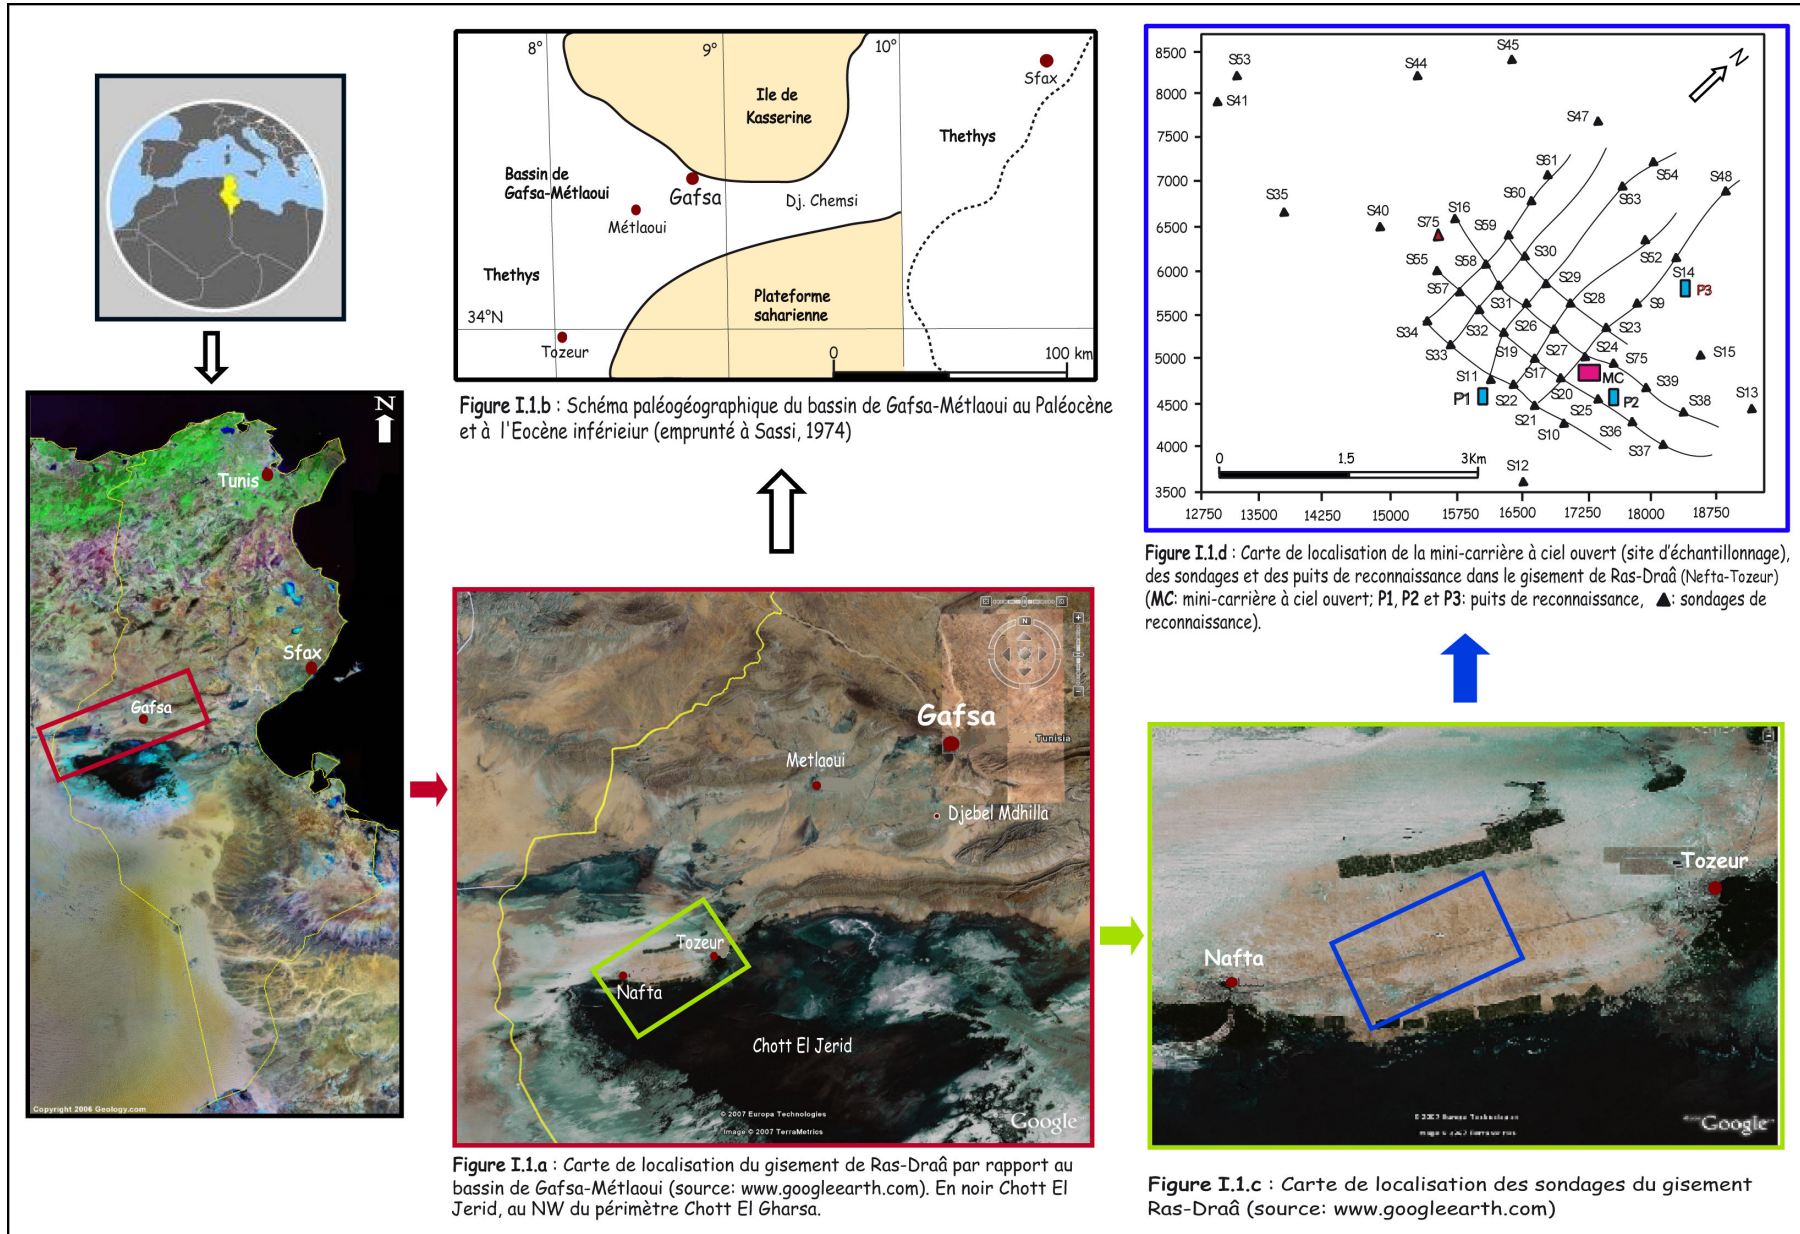 8°
9°
10°
Sfax
Ile de
Kasserine
Thethys
Bassin de
Gafsa-Métlaoui
Gafsa
Dj. Chemsi
Métlaoui
Thethys
Plateforme
saharienne
34°N
Tozeur
0
100 km
Figure I.1.b : Schéma paléogéographique du bassin de Gafsa-Métlaoui au Paléocène
et à l'Eocène inférieiur (emprunté à Sassi, 1974)
N
Tunis
Sfax
Gafsa
Copyright 2006 Geology.com
N
Gafsa
Tunisia
Metlaoui
Djebel Mdhilla
Tozeur
Nafta
Chott El Jerid
© 2007 Europa Technologies
Image © 2007 TerraMetrics
Google
Figure I.1.a : Carte de localisation du gisement de Ras-Draâ par rapport au
bassin de Gafsa-Métlaoui (source: www.googleearth.com). En noir Chott El
Jerid, au NW du périmètre Chott El Gharsa.
8500
8000
7500
7000
6500
6000
5500
5000
4500
4000
3500
12750 13500 14250 15000 15750 16500 17250 18000 18750
N
S53
S41
S44
S45
S47
S61
S54
S48
S60
S63
S35
S40
S75
S16
S59
S30
S52
S55
S58
S29
S14
P3
S57
S31
S28
S9
S34
S32
S26
S23
S33
S19
S27
S24
S75
S15
S11
S17
MC
S39
S13
P1
S22
S20
P2
S38
S21
S25
S36
S10
S37
S12
0
1.5
3Km
Figure I.1.d : Carte de localisation de la mini-carrière à ciel ouvert (site d'échantillonnage),
des sondages et des puits de reconnaissance dans le gisement de Ras-Draâ (Nefta-Tozeur)
(MC: mini-carrière à ciel ouvert; P1, P2 et P3: puits de reconnaissance, ▲: sondages de
reconnaissance).
Tozeur
Nafta
Google
Figure I.1.c : Carte de localisation des sondages du gisement
Ras-Draâ (source: www.googleearth.com)